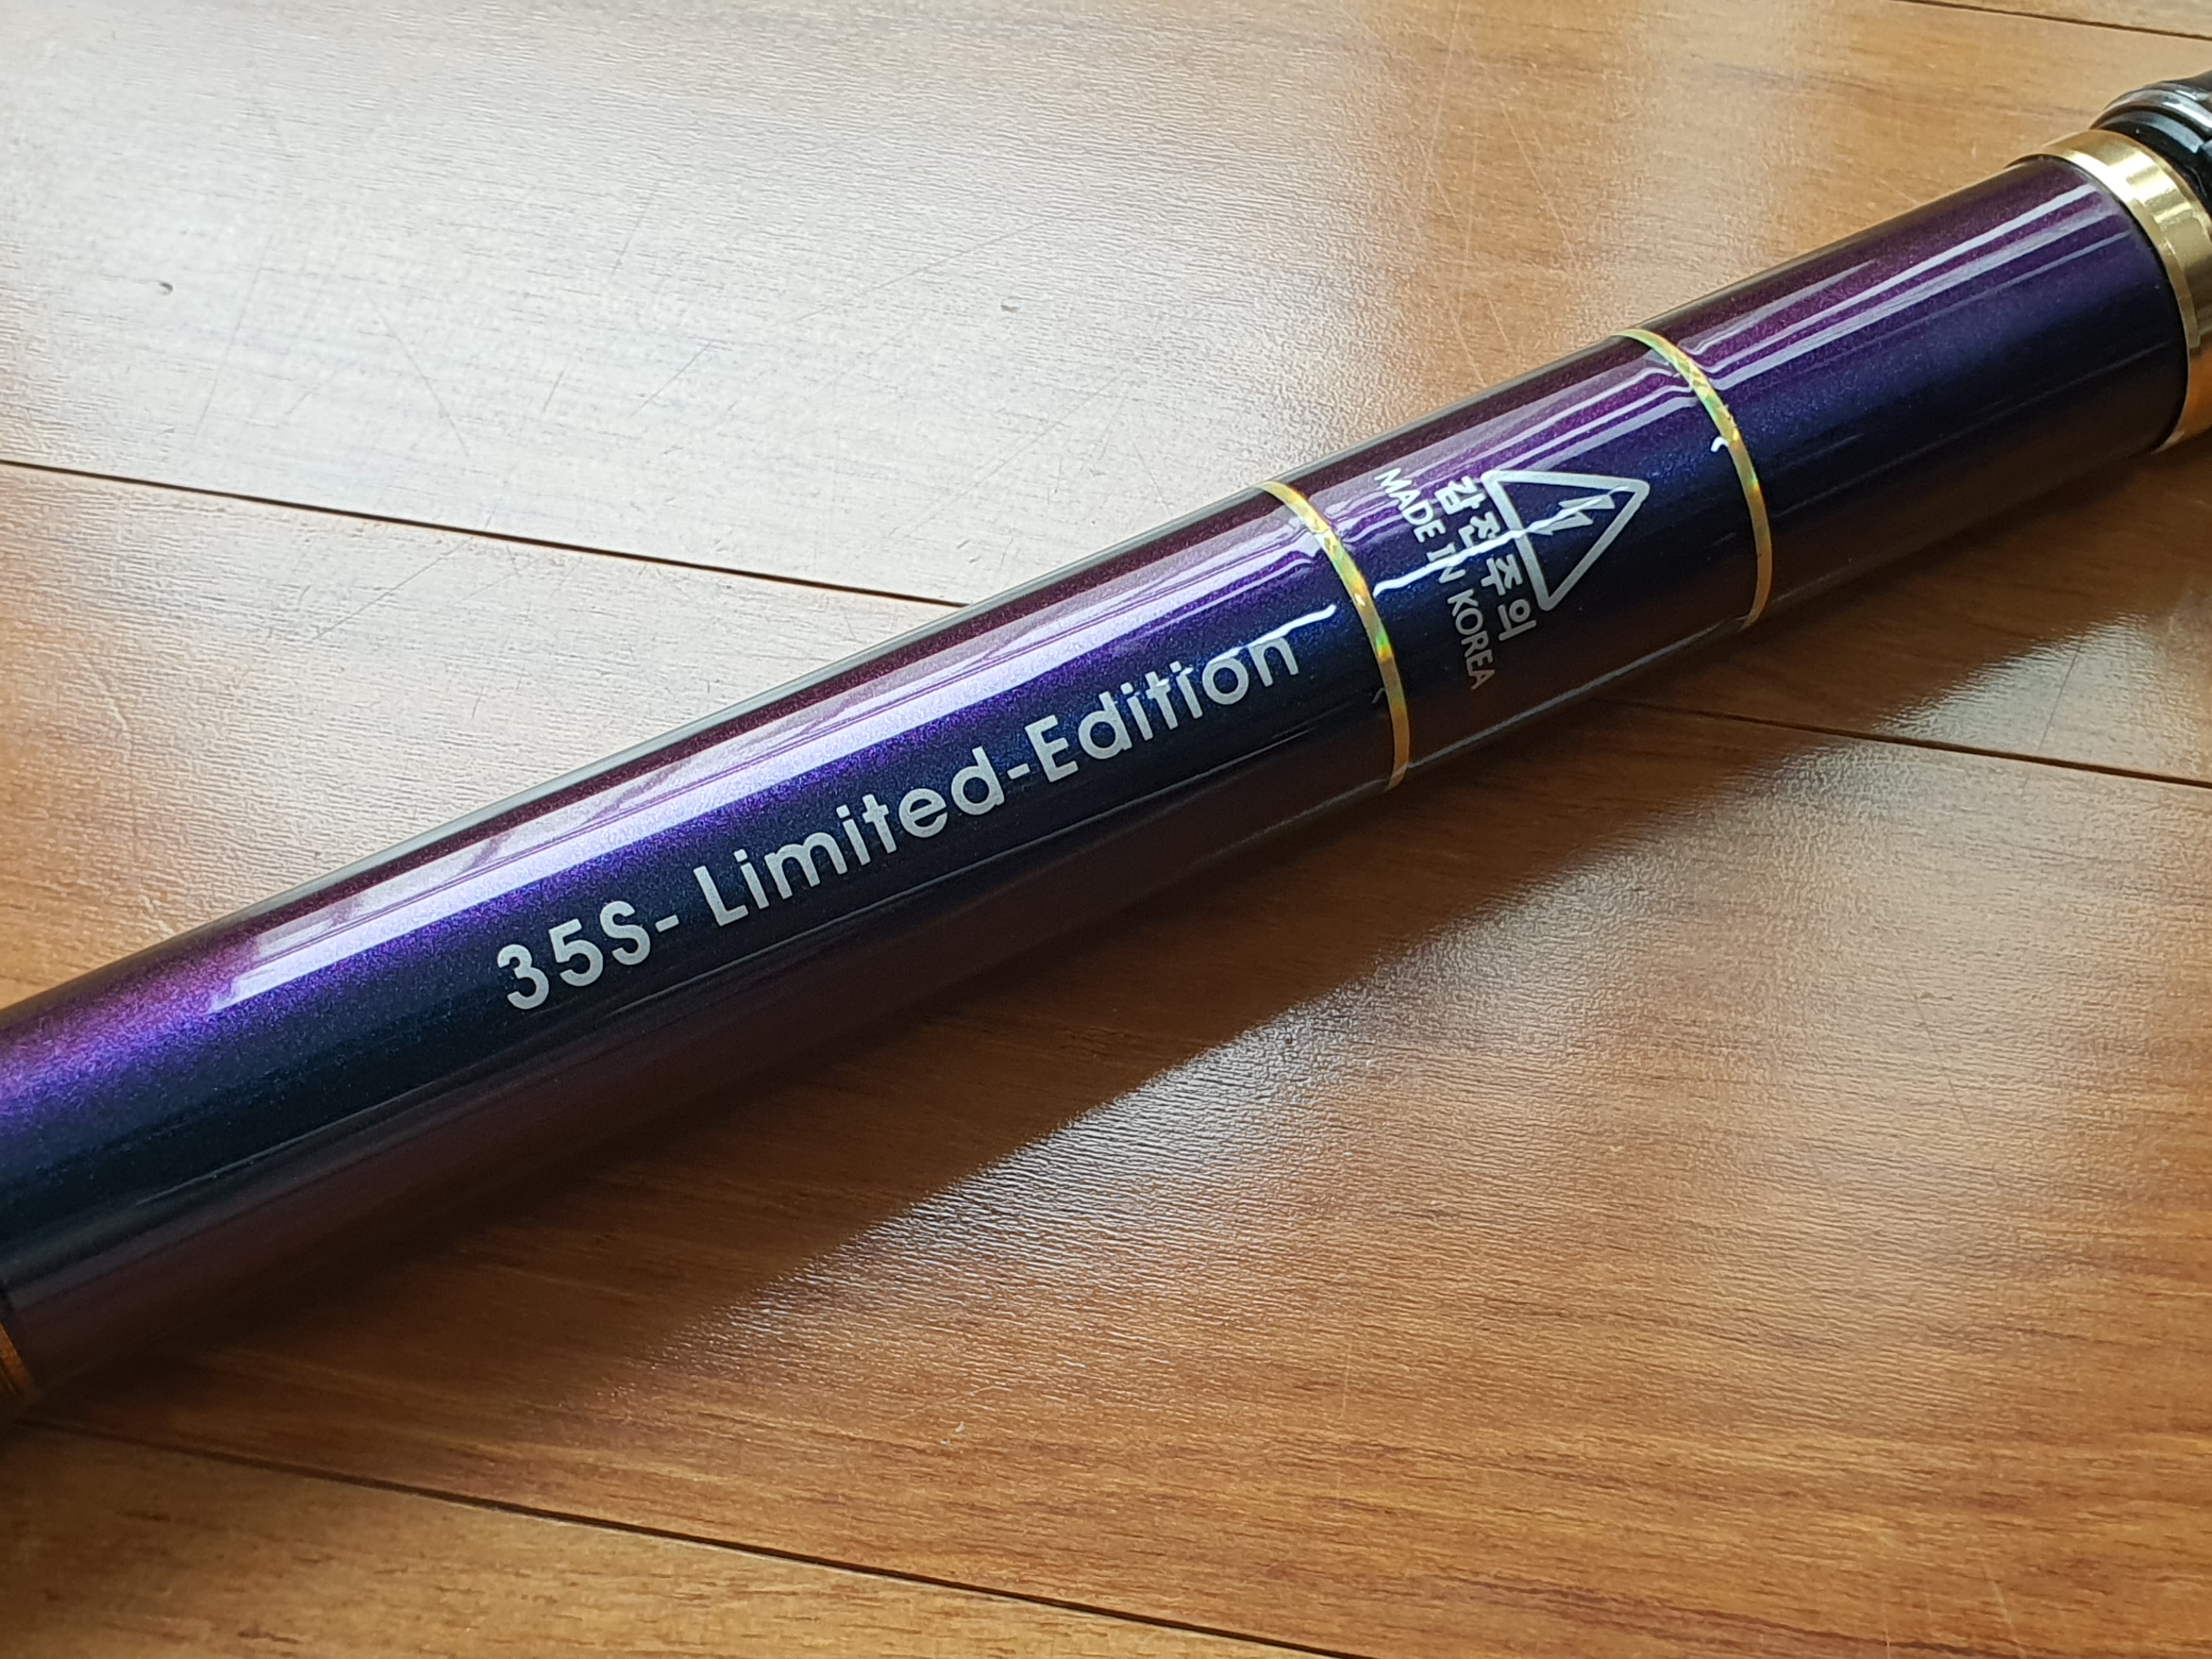 35S- Limited-Edition
감전주의
MADE IN KOREA